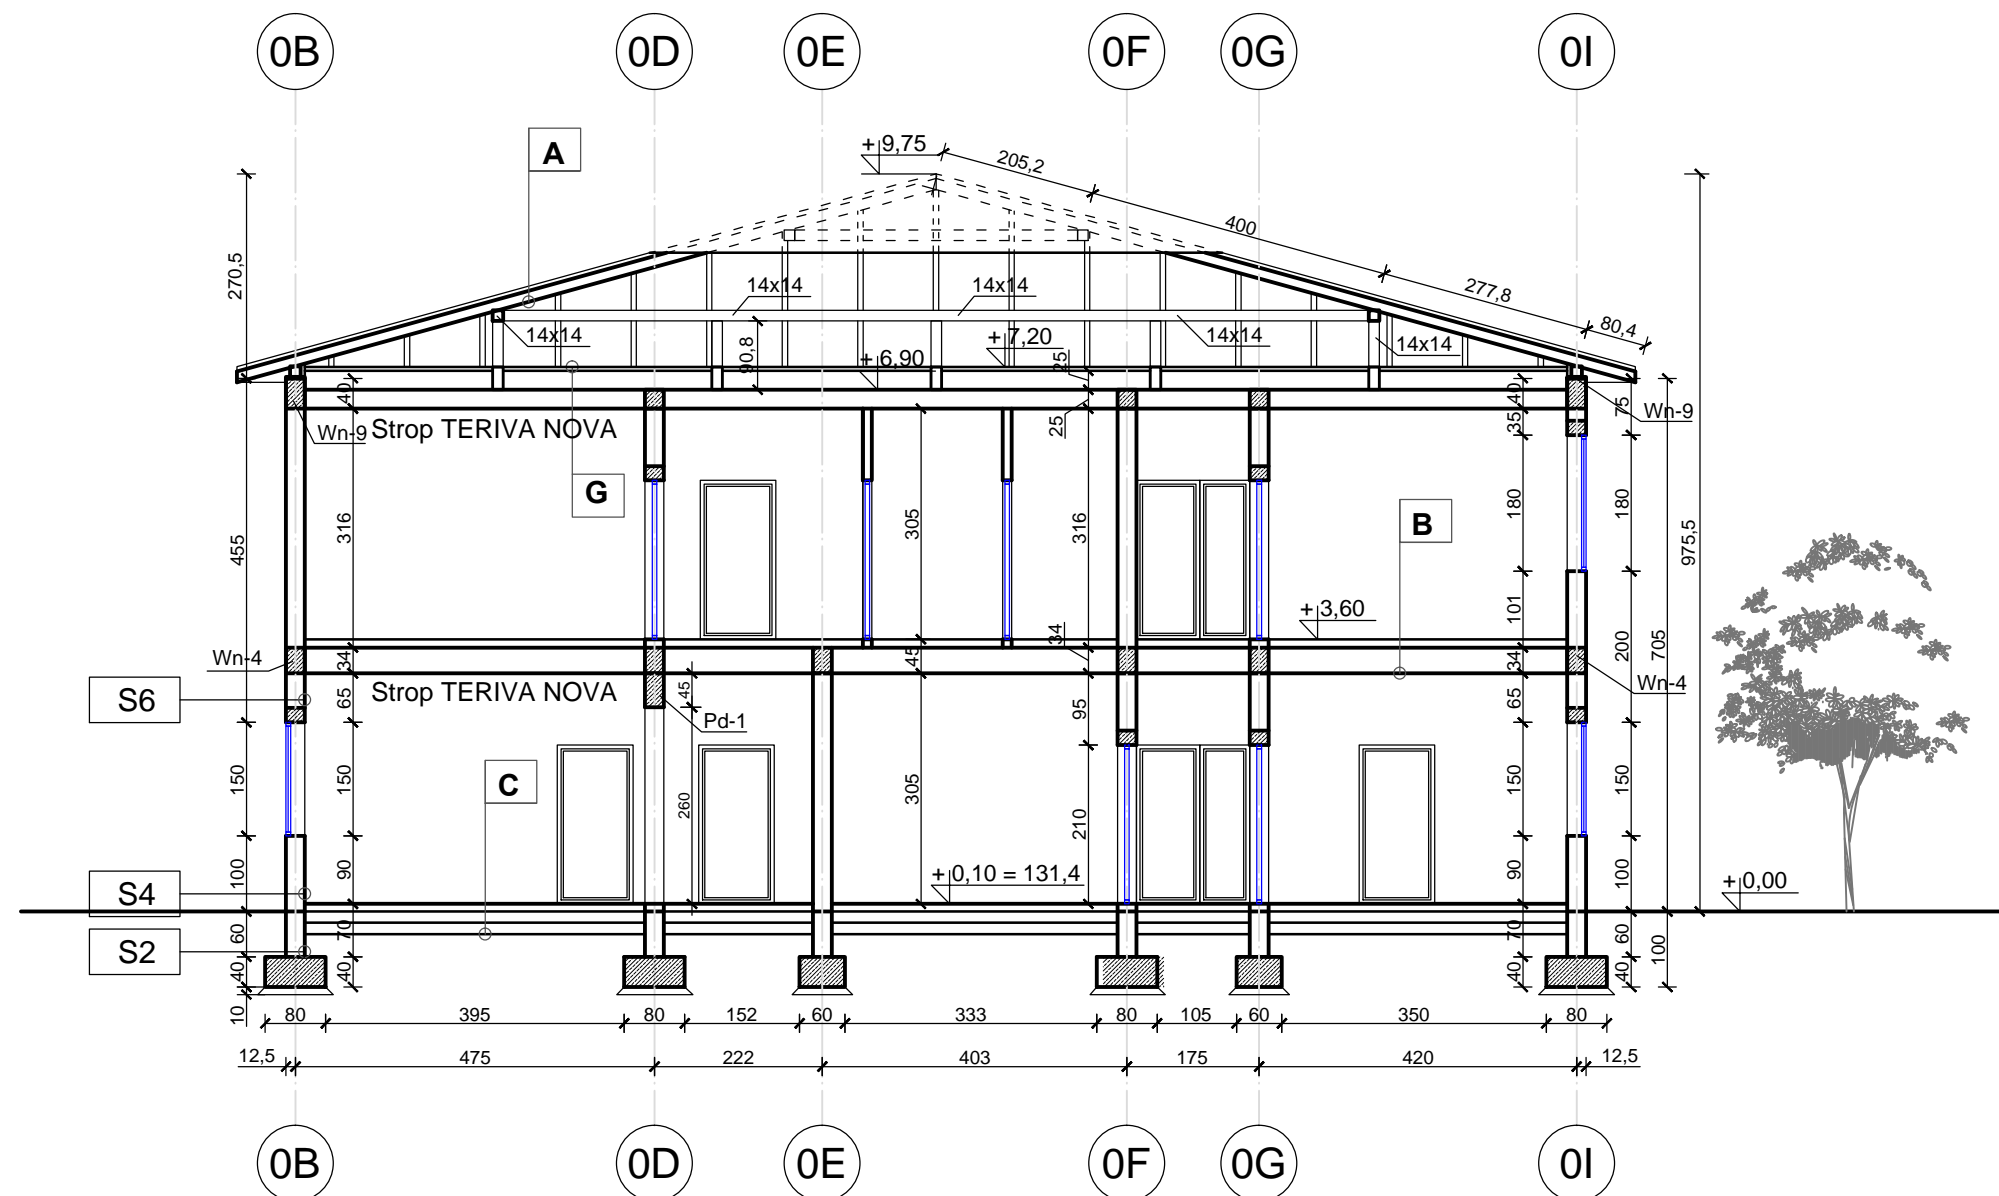 0B 0D 0E 0F 0G 0I
A
+ 9,75
205,2
400
277,8
80,4
270,5
14x14 14x14
14x14 14x14 14x14
90,8
+ 7,20
+ 6,90
25
25
40
40
35
75
Wn-9 Strop TERIVA NOVA
Wn-9
G
B
455
316
305
316
180
180
975,5
101
200
705
+ 3,60
34
Wn-4
34
45
34
Wn-4
S6
Strop TERIVA NOVA
65
45
95
65
Pd-1
C
150
150
260
305
210
150
150
S4
100
90
+ 0,10 = 131,4
90
100
+ 0,00
S2
60
70
70
60
100
40
40
40
40
10
80 395 80 152 60 333 80 105 60 350 80
12,5 475 222 403 175 420 12,5
0B 0D 0E 0F 0G 0I